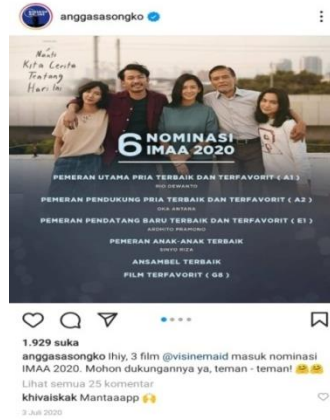 anggasasongko
Nanti
Kita Cerita
Tentang
Hari Ini
6 NOMINASI
IMAA 2020
PEMERAN UTAMA PRIA TERBAIK DAN TERFAVORIT ( A1 )
RIO DEWANTO
PEMERAN PENDUKUNG PRIA TERBAIK DAN TERFAVORIT ( A2 )
OKA ANTARA
PEMERAN PENDATANG BARU TERBAIK DAN TERFAVORIT ( E1 )
ARDHITO PRAMONO
PEMERAN ANAK-ANAK TERBAIK
SINYO RIZA
ANSAMBEL TERBAIK
FILM TERFAVORIT ( G8 )
1.929 suka
anggasasongko Ihiy, 3 film @visinemaid masuk nominasi
IMAA 2020. Mohon dukungannya ya, teman - teman! 🤗🤗
Lihat semua 25 komentar
khivaiskak Mantaaapp 🙌
3 Juli 2020